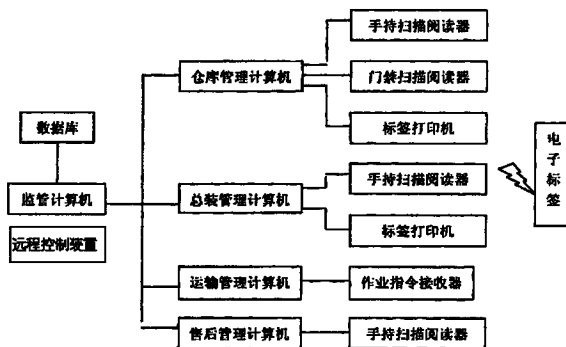 手持扫描阅读器
仓库管理计算机
门装扫描阅读器
标签打印机
数据库
监管计算机
远程控制装置
总装管理计算机
手持扫描阅读器
标签打印机
电子标签
运输管理计算机
作业指令接收器
售后管理计算机
手持扫描阅读器